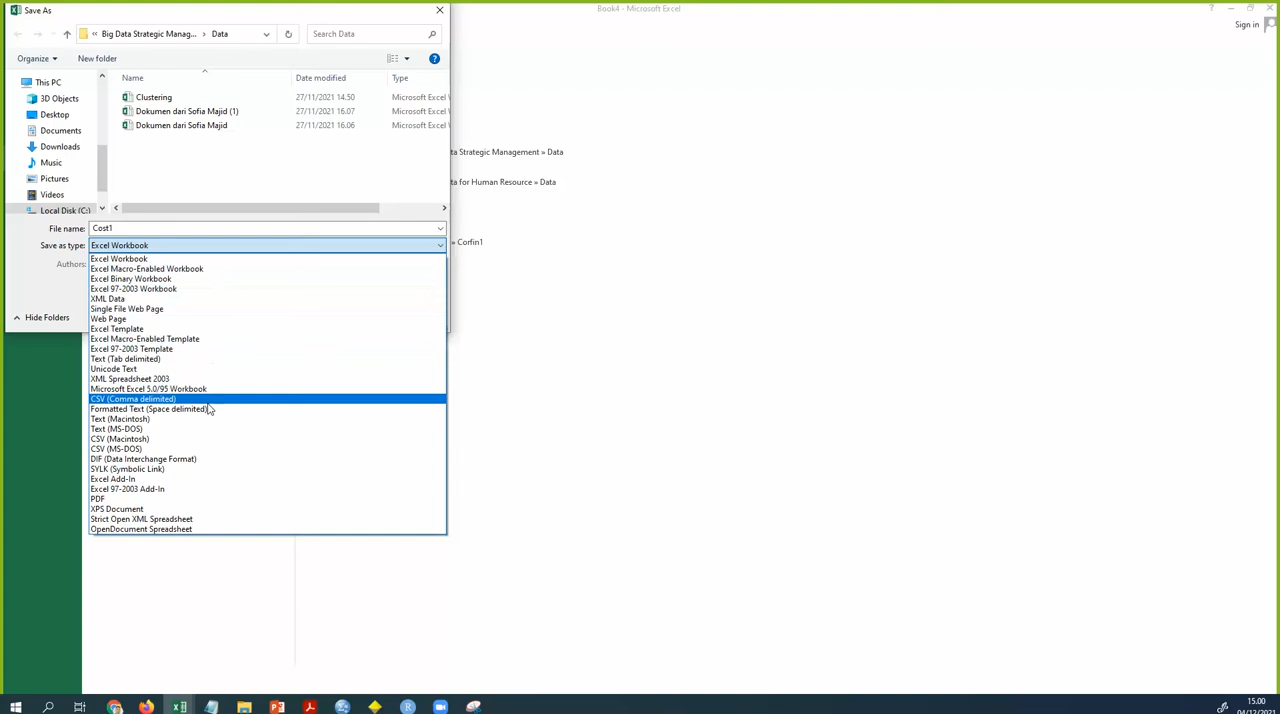 Save As
Book4 - Microsoft Excel
Sign in
« Big Data Strategic Manag... › Data
Search Data
Organize
New folder
Name
Date modified
Type
This PC
3D Objects
Desktop
Documents
Downloads
Music
Pictures
Videos
Local Disk (C:)
Clustering 27/11/2021 14.50 Microsoft Excel W
Dokumen dari Sofia Majid (1) 27/11/2021 16.07 Microsoft Excel W
Dokumen dari Sofia Majid 27/11/2021 16.06 Microsoft Excel W
ta Strategic Management » Data
ta for Human Resource » Data
» Corfin1
File name: Cost1
Save as type: Excel Workbook
Authors:
Hide Folders
Excel Workbook
Excel Macro-Enabled Workbook
Excel Binary Workbook
Excel 97-2003 Workbook
XML Data
Single File Web Page
Web Page
Excel Template
Excel Macro-Enabled Template
Excel 97-2003 Template
Text (Tab delimited)
Unicode Text
XML Spreadsheet 2003
Microsoft Excel 5.0/95 Workbook
CSV (Comma delimited)
Formatted Text (Space delimited)
Text (Macintosh)
Text (MS-DOS)
CSV (Macintosh)
CSV (MS-DOS)
DIF (Data Interchange Format)
SYLK (Symbolic Link)
Excel Add-In
Excel 97-2003 Add-In
PDF
XPS Document
Strict Open XML Spreadsheet
OpenDocument Spreadsheet
15.00
04/12/2021